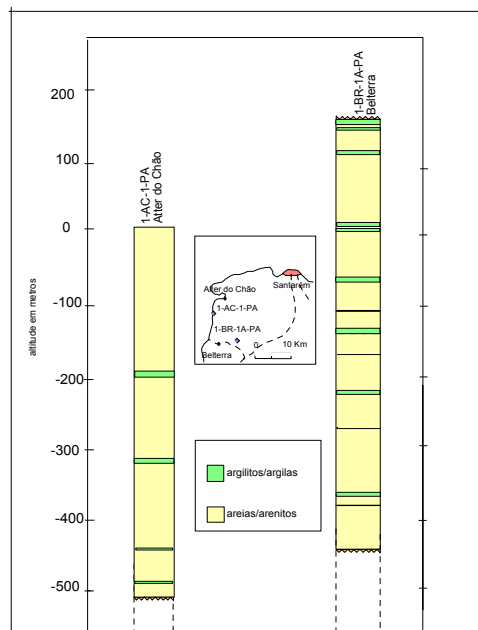 altitude em metros
200
100
0
-100
-200
-300
-400
-500
1-AC-1-PA
Atter do Chão
1-BR-1A-PA
Belterra
Atter do Chão
Santarém
1-AC-1-PA
1-BR-1A-PA
Belterra
0 10 Km
argilitos/argilas
areias/arenitos